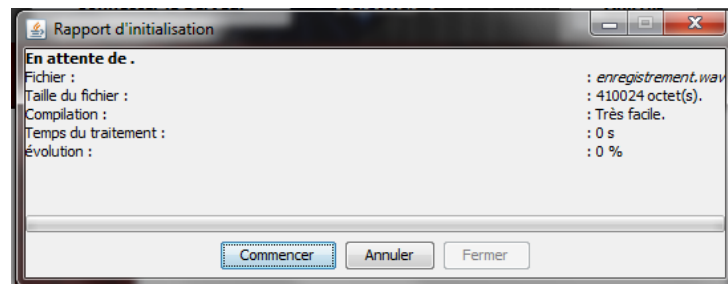 Rapport d'initialisation
En attente de .
Fichier : : enregistrement.wav
Taille du fichier : : 410024 octet(s).
Compilation : : Très facile.
Temps du traitement : : 0 s
évolution : : 0 %
Commencer Annuler Fermer